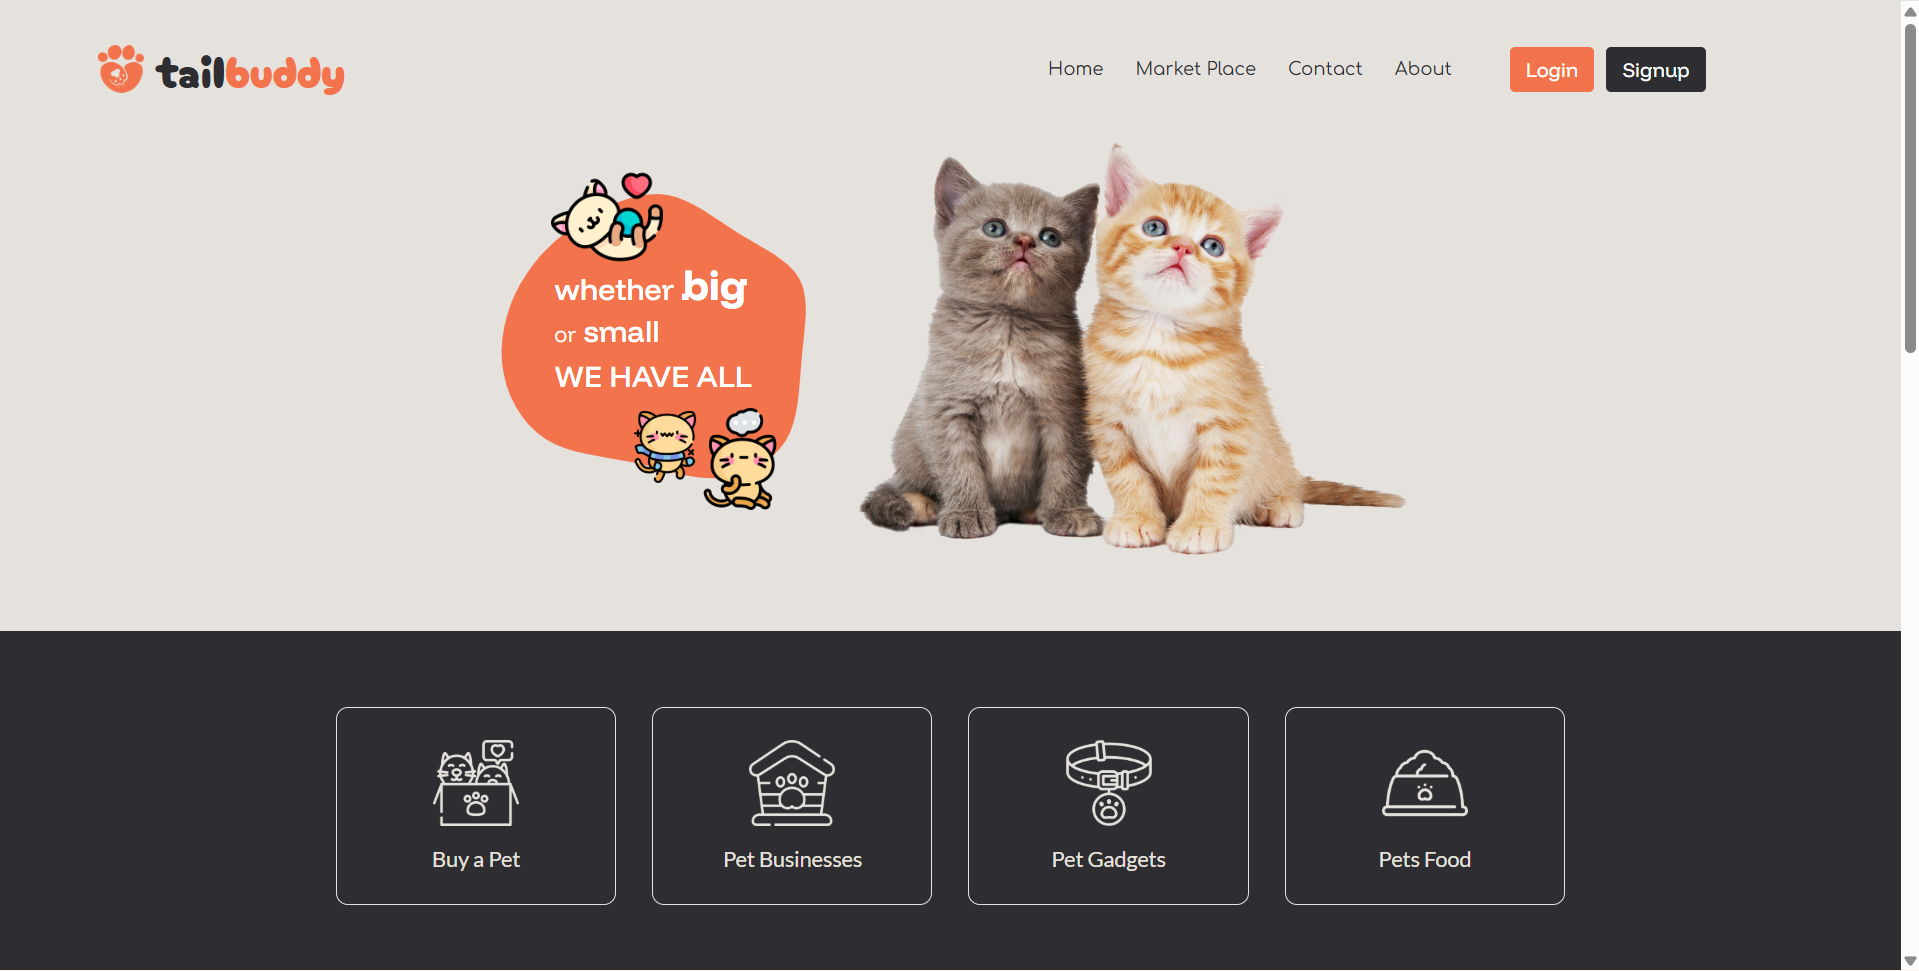 tailbuddy
Home Market Place Contact About Login Signup
whether big
or small
WE HAVE ALL
Buy a Pet Pet Businesses Pet Gadgets Pets Food